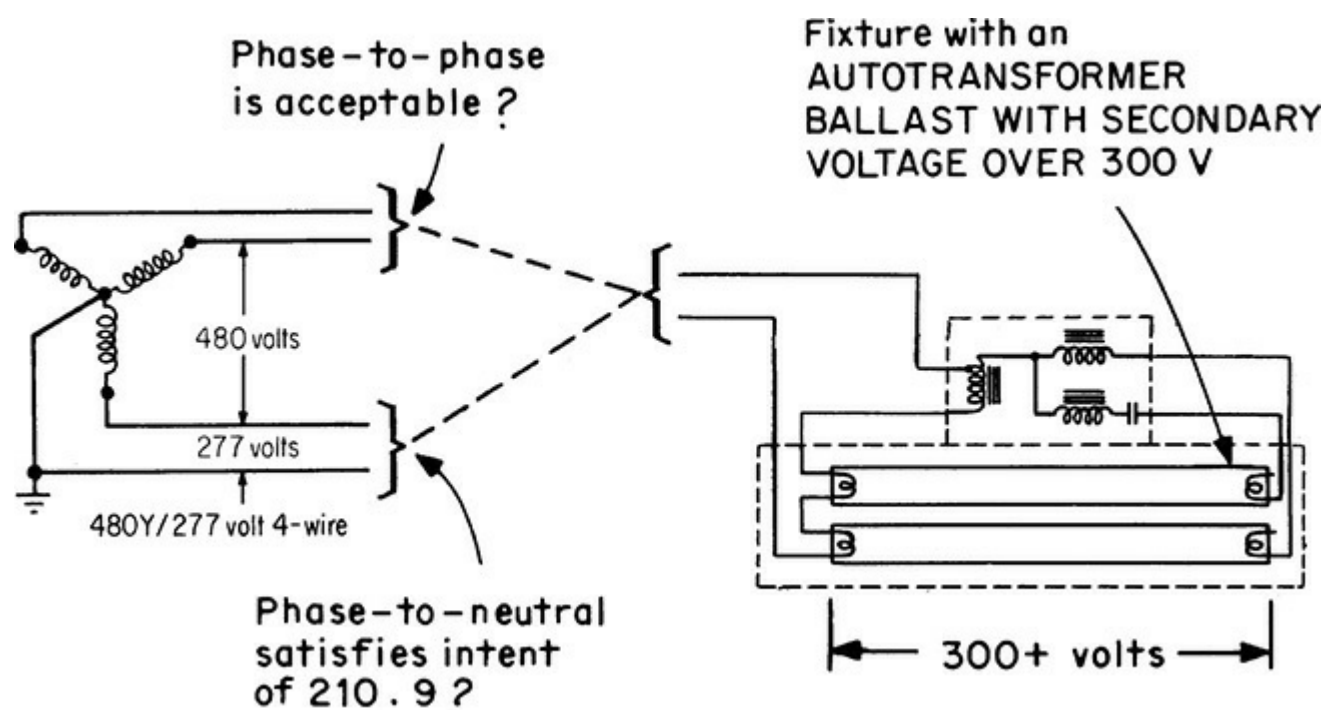 Phase-to-phase
is acceptable?
Fixture with an
AUTOTRANSFORMER
BALLAST WITH SECONDARY
VOLTAGE OVER 300 V
480 volts
277 volts
480Y/277 volt 4-wire
Phase-to-neutral
satisfies intent
of 210.9?
300+ volts